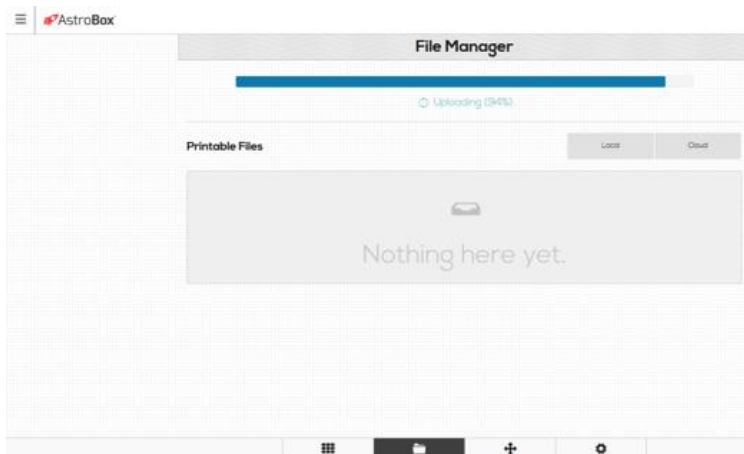 AstroBox
File Manager
Uploading (94%)
Printable Files
Local
Cloud
Nothing here yet.